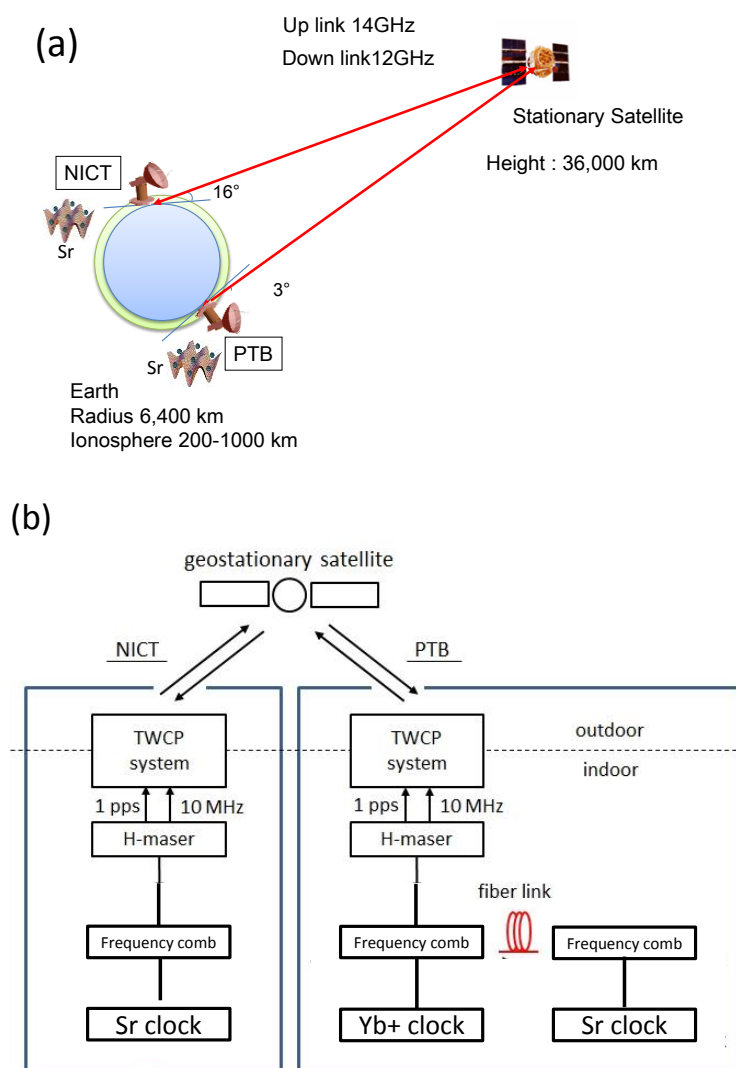 (a)
Up link 14GHz
Down link12GHz
Stationary Satellite
Height : 36,000 km
NICT
16°
Sr
3°
PTB
Sr
Earth
Radius 6,400 km
Ionosphere 200-1000 km
(b)
geostationary satellite
NICT
PTB
TWCP
system
TWCP
system
outdoor
indoor
1 pps
10 MHz
1 pps
10 MHz
H-maser
H-maser
fiber link
Frequency comb
Frequency comb
Frequency comb
Sr clock
Yb+ clock
Sr clock